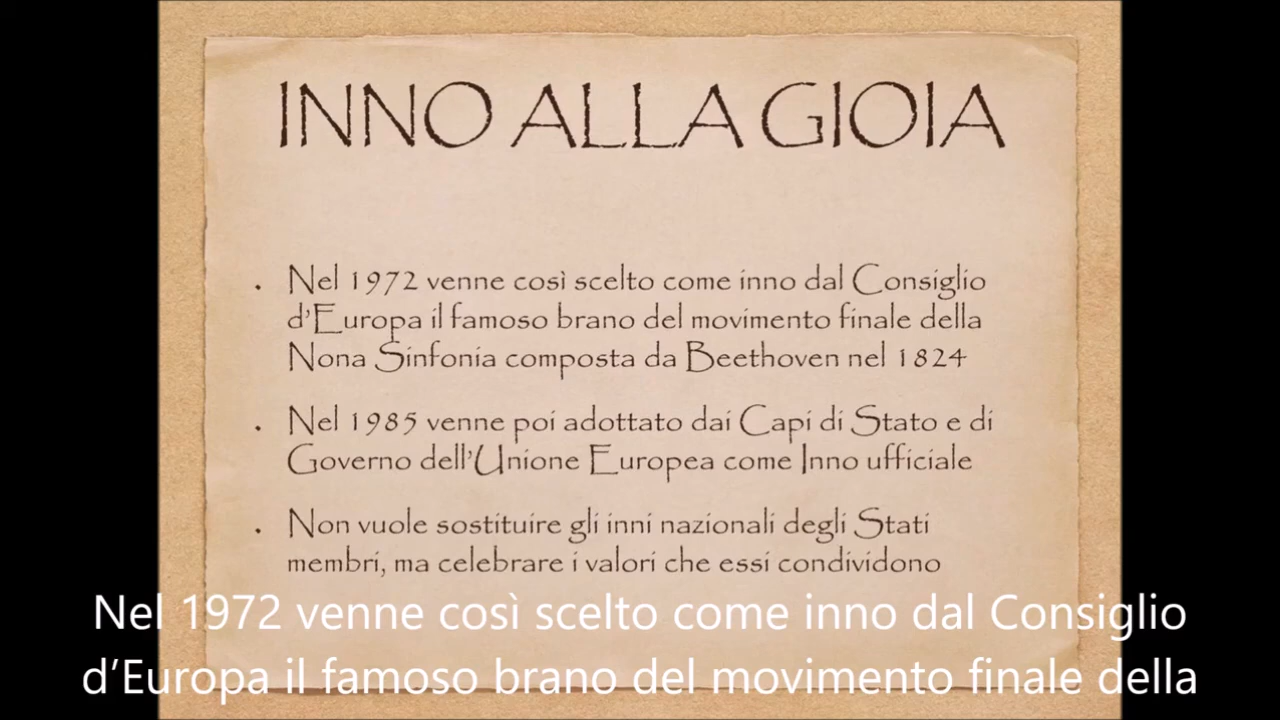 INNO ALLA GIOIA
• Nel 1972 venne così scelto come inno dal Consiglio
d'Europa il famoso brano del movimento finale della
Nona Sinfonia composta da Beethoven nel 1824
• Nel 1985 venne poi adottato dai Capi di Stato e di
Governo dell'Unione Europea come Inno ufficiale
• Non vuole sostituire gli inni nazionali degli Stati
membri, ma celebrare i valori che essi condividono
Nel 1972 venne così scelto come inno dal Consiglio
d’Europa il famoso brano del movimento finale della